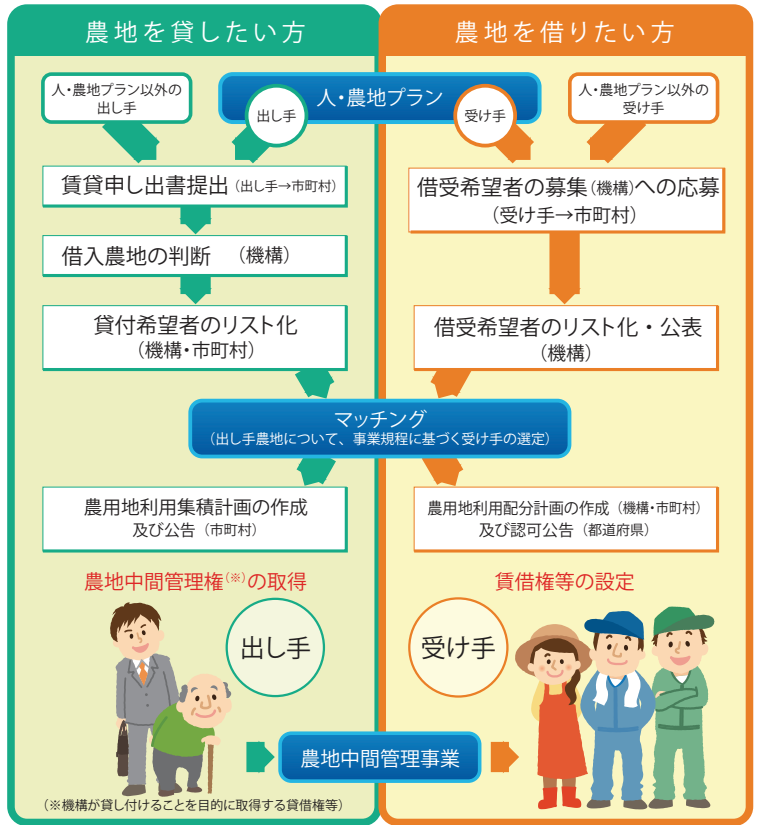 農地を貸したい方
農地を借りたい方
人・農地プラン以外の
出し手
人・農地プラン
出し手
受け手
人・農地プラン以外の
受け手
賃貸申し出書提出（出し手→市町村）
借入農地の判断　（機構）
貸付希望者のリスト化
（機構・市町村）
借受希望者の募集（機構）への応募
（受け手→市町村）
借受希望者のリスト化・公表
（機構）
マッチング
（出し手農地について、事業規程に基づく受け手の選定）
農用地利用集積計画の作成
及び公告（市町村）
農地中間管理権（※）の取得
出し手
農用地利用配分計画の作成（機構・市町村）
及び認可公告（都道府県）
賃借権等の設定
受け手
農地中間管理事業
（※機構が貸し付けることを目的に取得する貸借権等）